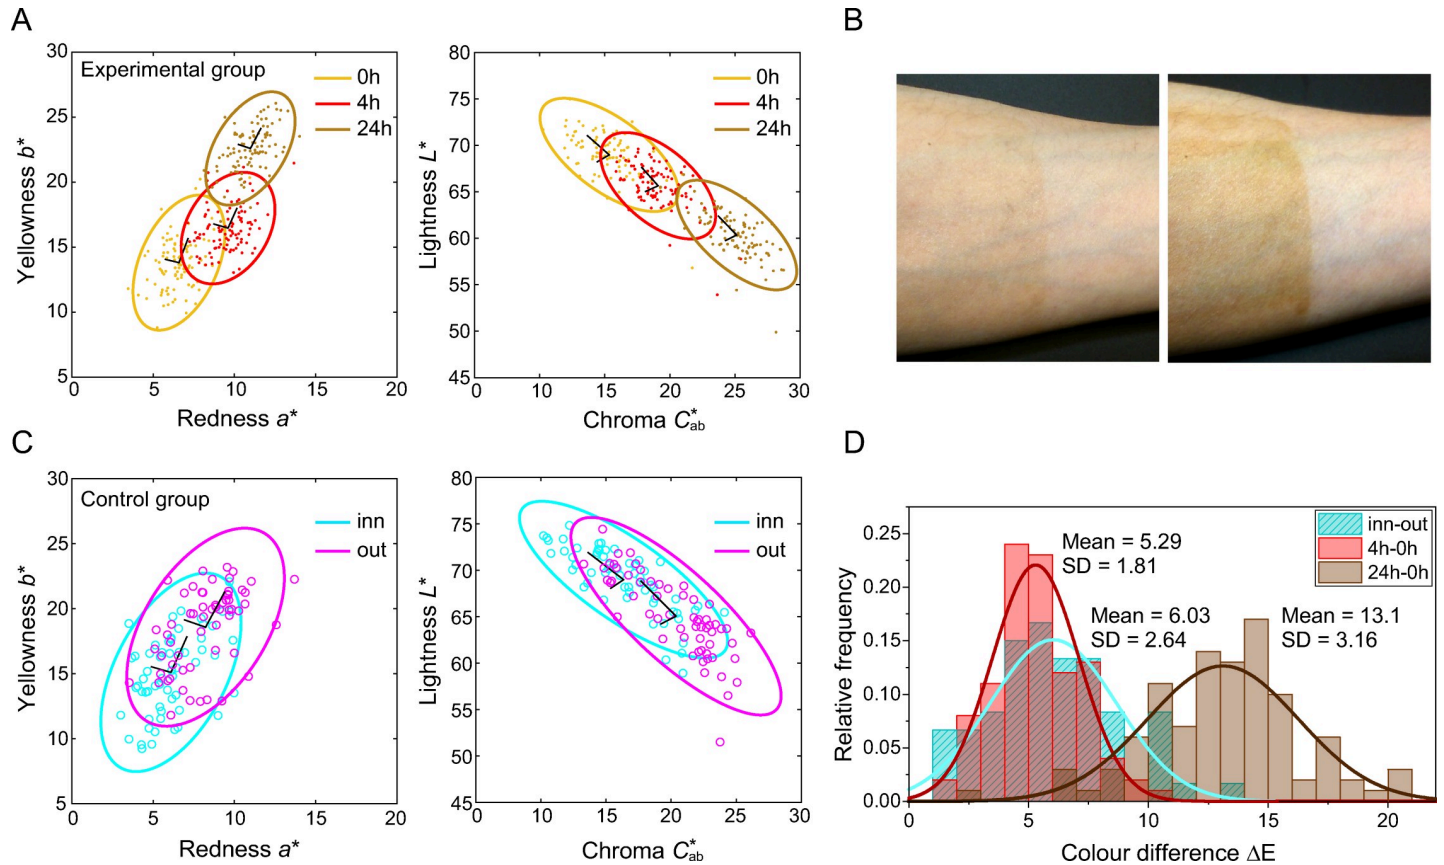 A
B
Experimental group
0h
4h
24h
30
25
20
15
10
5
Yellowness b*
0
5
10
15
20
Redness a*
0h
4h
24h
80
75
70
65
60
55
50
45
Lightness L*
0
5
10
15
20
25
30
Chroma C*ab
C
D
Control group
inn
out
30
25
20
15
10
5
Yellowness b*
0
5
10
15
20
Redness a*
inn
out
80
75
70
65
60
55
50
45
Lightness L*
0
5
10
15
20
25
30
Chroma C*ab
inn-out
4h-0h
24h-0h
Mean = 5.29
SD = 1.81
Mean = 6.03
SD = 2.64
Mean = 13.1
SD = 3.16
0.25
0.20
0.15
0.10
0.05
0.00
Relative frequency
0
5
10
15
20
Colour difference ΔE